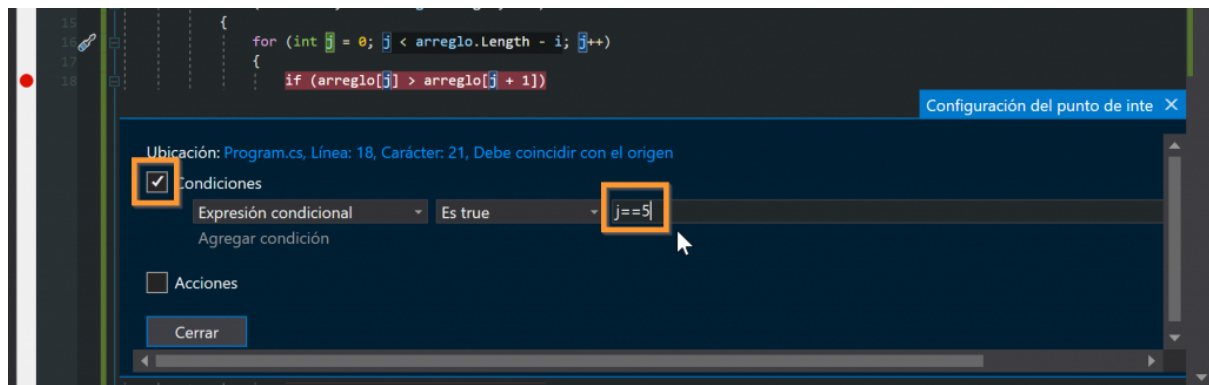 15
{
16 for (int j = 0; j < arreglo.Length - i; j++)
17 {
18 if (arreglo[j] > arreglo[j + 1])
Configuración del punto de inte ×
Ubicación: Program.cs, Línea: 18, Carácter: 21, Debe coincidir con el origen
Condiciones
Expresión condicional Es true j==5
Agregar condición
Acciones
Cerrar